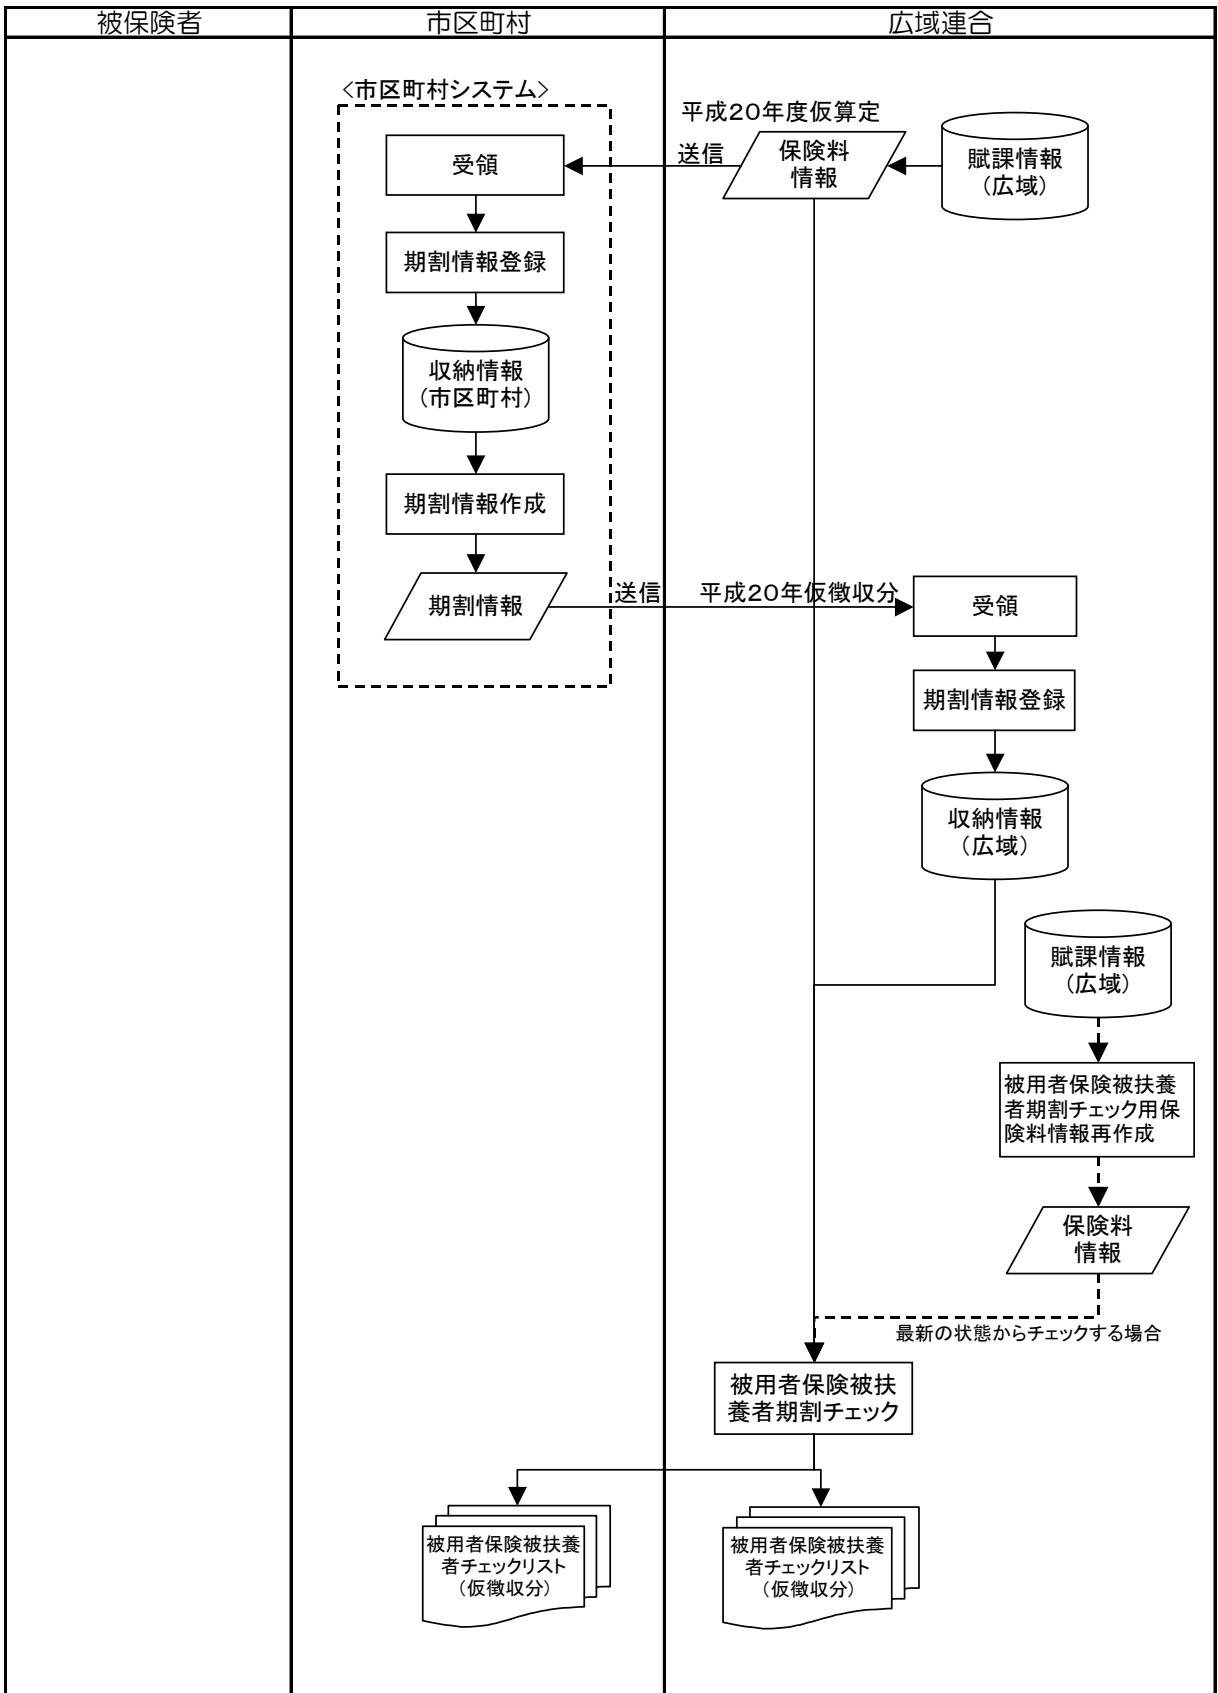 被保険者
市区町村
広域連合
<市区町村システム>
平成20年度仮算定
受領
送信
保険料
情報
賦課情報
(広域)
期割情報登録
収納情報
(市区町村)
期割情報作成
期割情報
送信
平成20年仮徴収分
受領
期割情報登録
収納情報
(広域)
賦課情報
(広域)
被用者保険被扶養
者期割チェック用保
険料情報再作成
保険料
情報
最新の状態からチェックする場合
被用者保険被扶
養者期割チェック
被用者保険被扶養
者チェックリスト
(仮徴収分)
被用者保険被扶養
者チェックリスト
(仮徴収分)